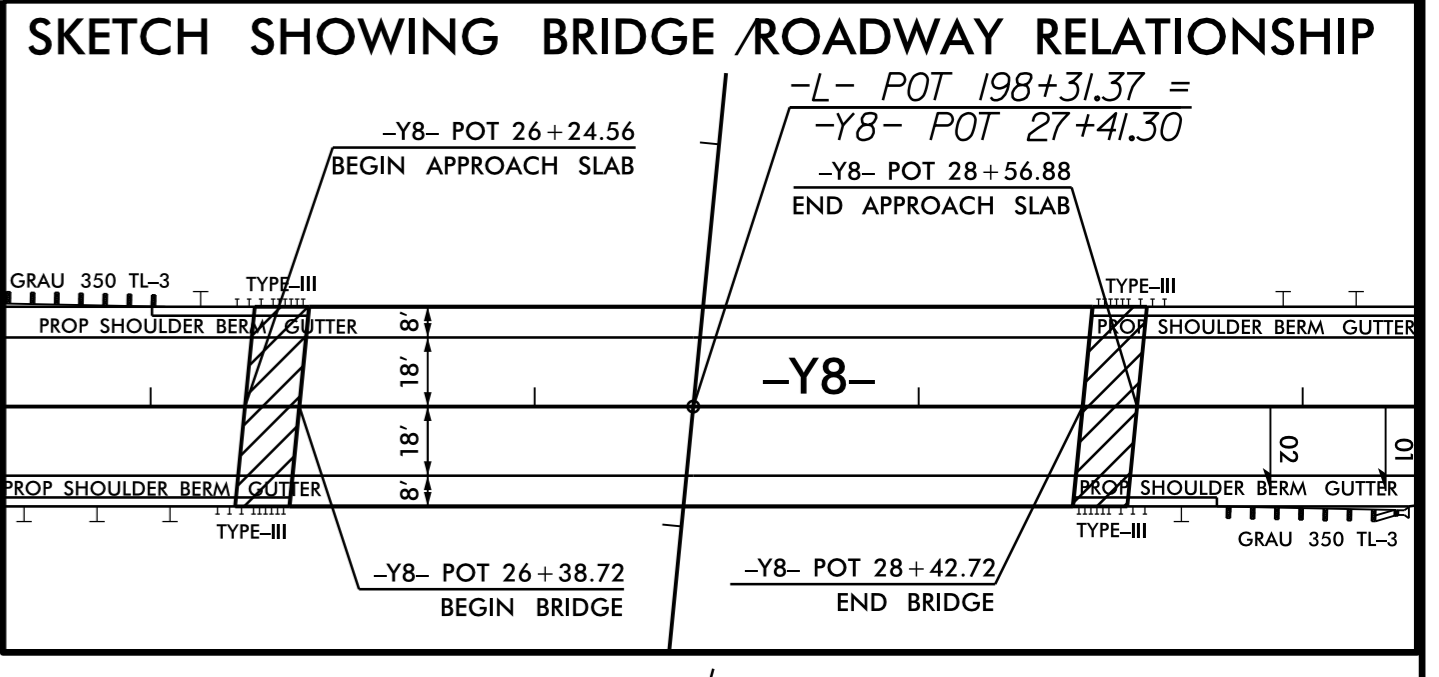 SKETCH SHOWING BRIDGE/ROADWAY RELATIONSHIP
-L- POT 198+31.37 =
-Y8- POT 27+41.30
-Y8- POT 26+24.56
BEGIN APPROACH SLAB
-Y8- POT 28+56.88
END APPROACH SLAB
GRAU 350 TL-3
TYPE-III
TYPE-III
PROP SHOULDER BERM GUTTER
8'
PROP SHOULDER BERM GUTTER
18'
-Y8-
18'
02
01
PROP SHOULDER BERM GUTTER
8'
PROP SHOULDER BERM GUTTER
TYPE-III
TYPE-III
GRAU 350 TL-3
-Y8- POT 26+38.72
BEGIN BRIDGE
-Y8- POT 28+42.72
END BRIDGE